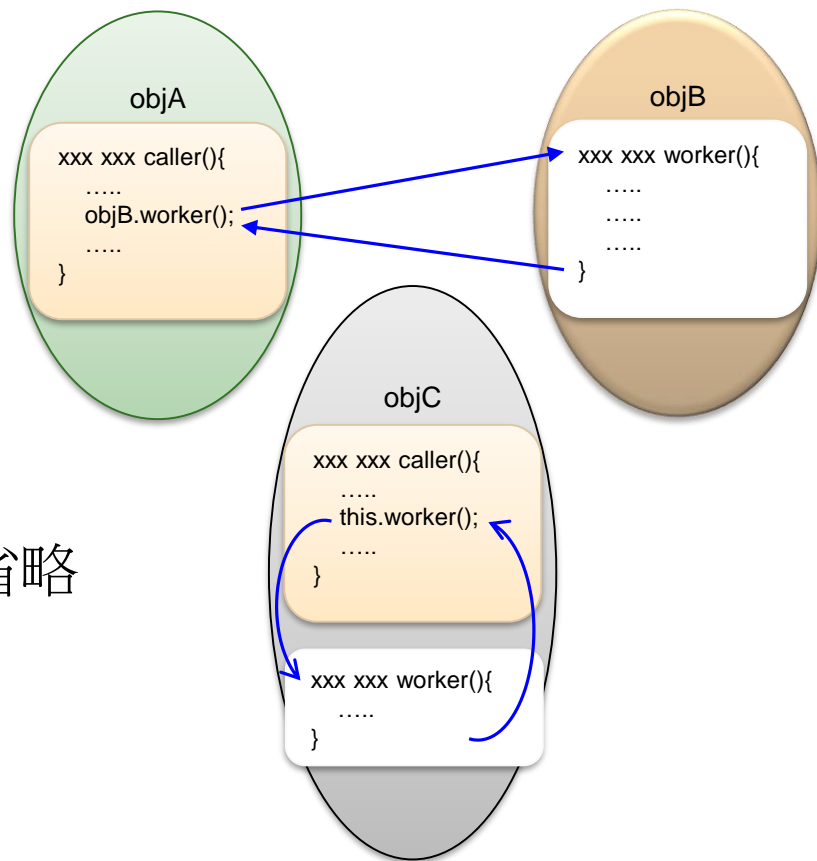 objA
xxx xxx caller(){
…..
objB.worker();
…..
}
objB
xxx xxx worker(){
…..
…..
…..
}
objC
xxx xxx caller(){
…..
this.worker();
…..
}
省略
xxx xxx worker(){
…..
}